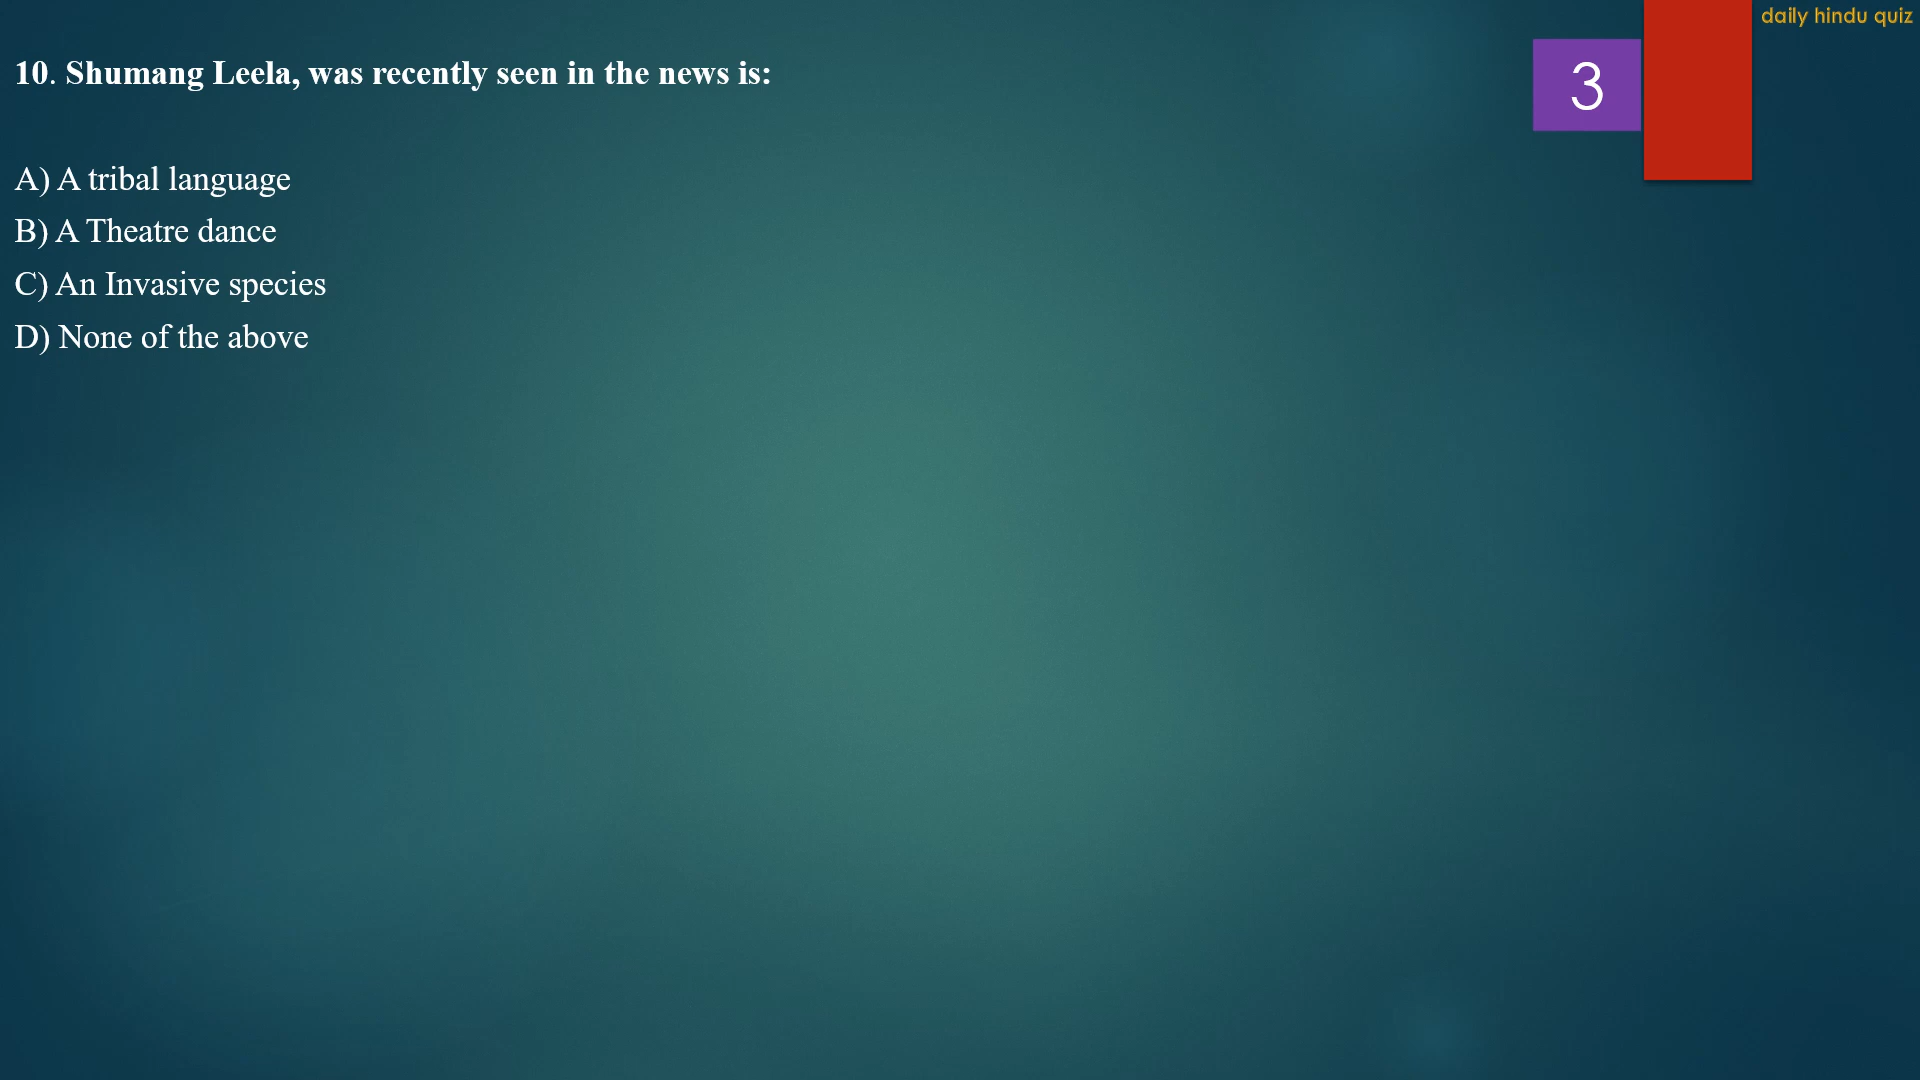 daily hindu quiz
3
10. Shumang Leela, was recently seen in the news is:
A) A tribal language
B) A Theatre dance
C) An Invasive species
D) None of the above